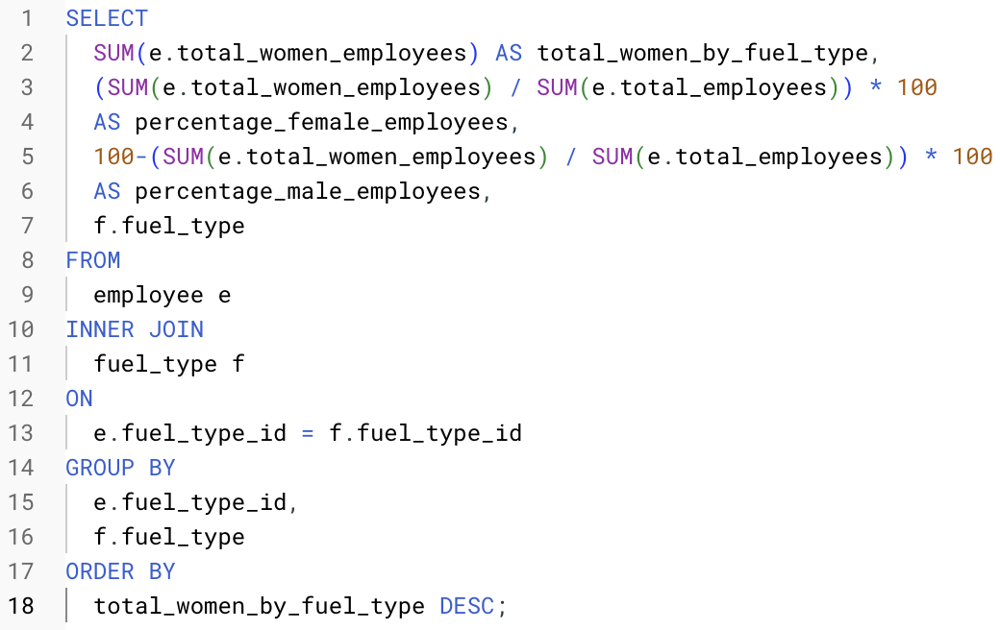 1 SELECT
2 SUM(e.total_women_employees) AS total_women_by_fuel_type,
3 (SUM(e.total_women_employees) / SUM(e.total_employees)) * 100
4 AS percentage_female_employees,
5 100-(SUM(e.total_women_employees) / SUM(e.total_employees)) * 100
6 AS percentage_male_employees,
7 f.fuel_type
8 FROM
9 employee e
10 INNER JOIN
11 fuel_type f
12 ON
13 e.fuel_type_id = f.fuel_type_id
14 GROUP BY
15 e.fuel_type_id,
16 f.fuel_type
17 ORDER BY
18 total_women_by_fuel_type DESC;